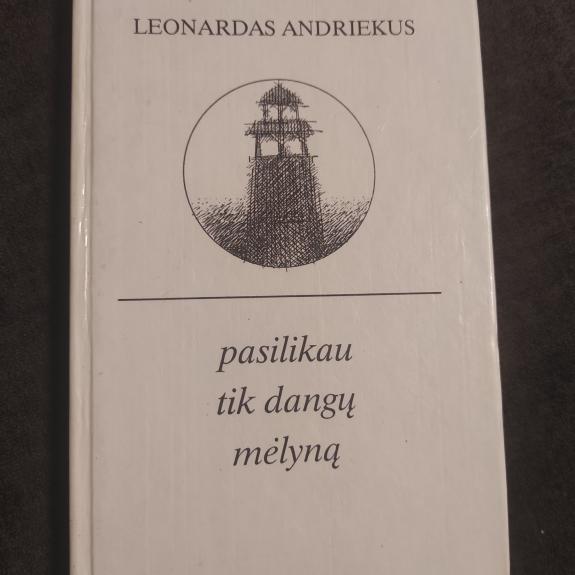 LEONARDAS ANDRIEKUS
pasilikau
tik dangų
mėlyną